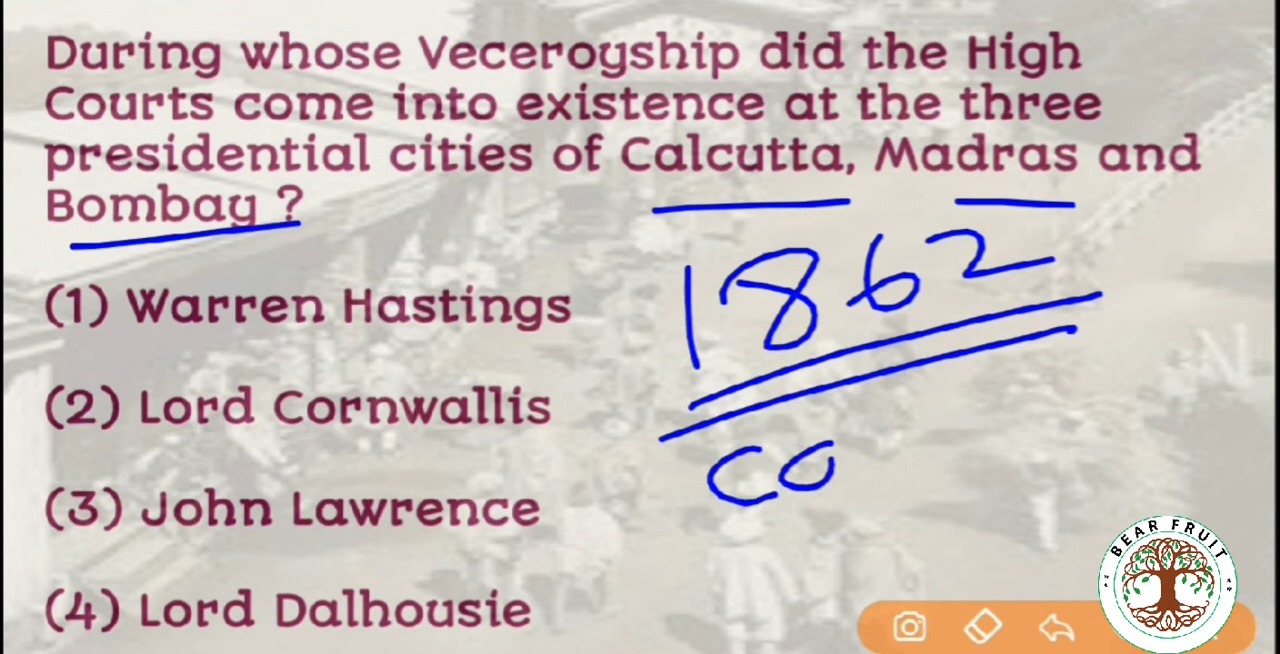 During whose Veceroyship did the High
Courts come into existence at the three
presidential cities of Calcutta, Madras and
Bombay ?
1862
CO
(1) Warren Hastings
(2) Lord Cornwallis
(3) John Lawrence
(4) Lord Dalhousie
BEAR FRUIT